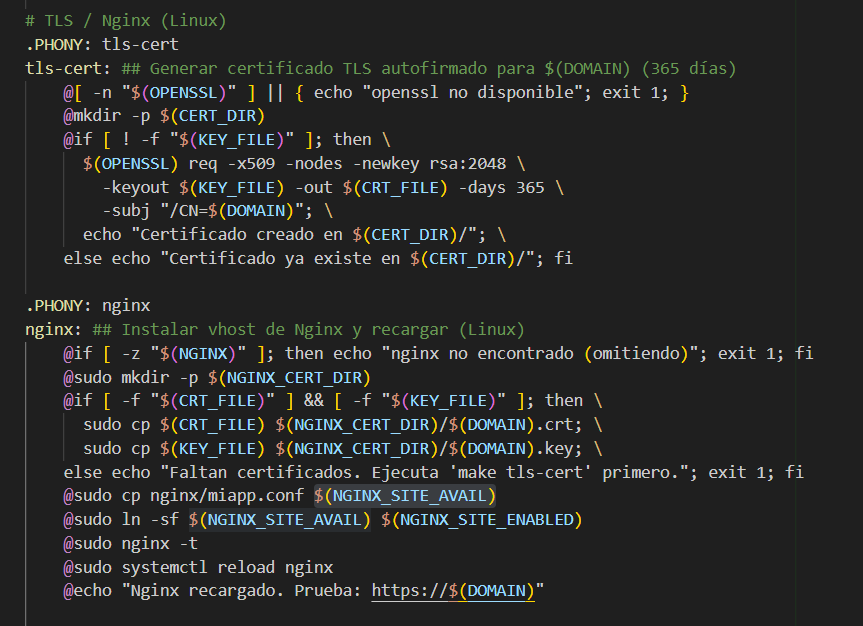 # TLS / Nginx (Linux)
.PHONY: tls-cert
tls-cert: ## Generar certificado TLS autofirmado para $(DOMAIN) (365 días)
    @[ -n "$(OPENSSL)" ] || { echo "openssl no disponible"; exit 1; }
    @mkdir -p $(CERT_DIR)
    @if [ ! -f "$(KEY_FILE)" ]; then \
      $(OPENSSL) req -x509 -nodes -newkey rsa:2048 \
        -keyout $(KEY_FILE) -out $(CRT_FILE) -days 365 \
        -subj "/CN=$(DOMAIN)"; \
      echo "Certificado creado en $(CERT_DIR)/"; \
    else echo "Certificado ya existe en $(CERT_DIR)/"; fi

.PHONY: nginx
nginx: ## Instalar vhost de Nginx y recargar (Linux)
    @if [ -z "$(NGINX)" ]; then echo "nginx no encontrado (omitiendo)"; exit 1; fi
    @sudo mkdir -p $(NGINX_CERT_DIR)
    @if [ -f "$(CRT_FILE)" ] && [ -f "$(KEY_FILE)" ]; then \
      sudo cp $(CRT_FILE) $(NGINX_CERT_DIR)/$(DOMAIN).crt; \
      sudo cp $(KEY_FILE) $(NGINX_CERT_DIR)/$(DOMAIN).key; \
    else echo "Faltan certificados. Ejecuta 'make tls-cert' primero."; exit 1; fi
    @sudo cp nginx/miapp.conf $(NGINX_SITE_AVAIL)
    @sudo ln -sf $(NGINX_SITE_AVAIL) $(NGINX_SITE_ENABLED)
    @sudo nginx -t
    @sudo systemctl reload nginx
    @echo "Nginx recargado. Prueba: https://$(DOMAIN)"